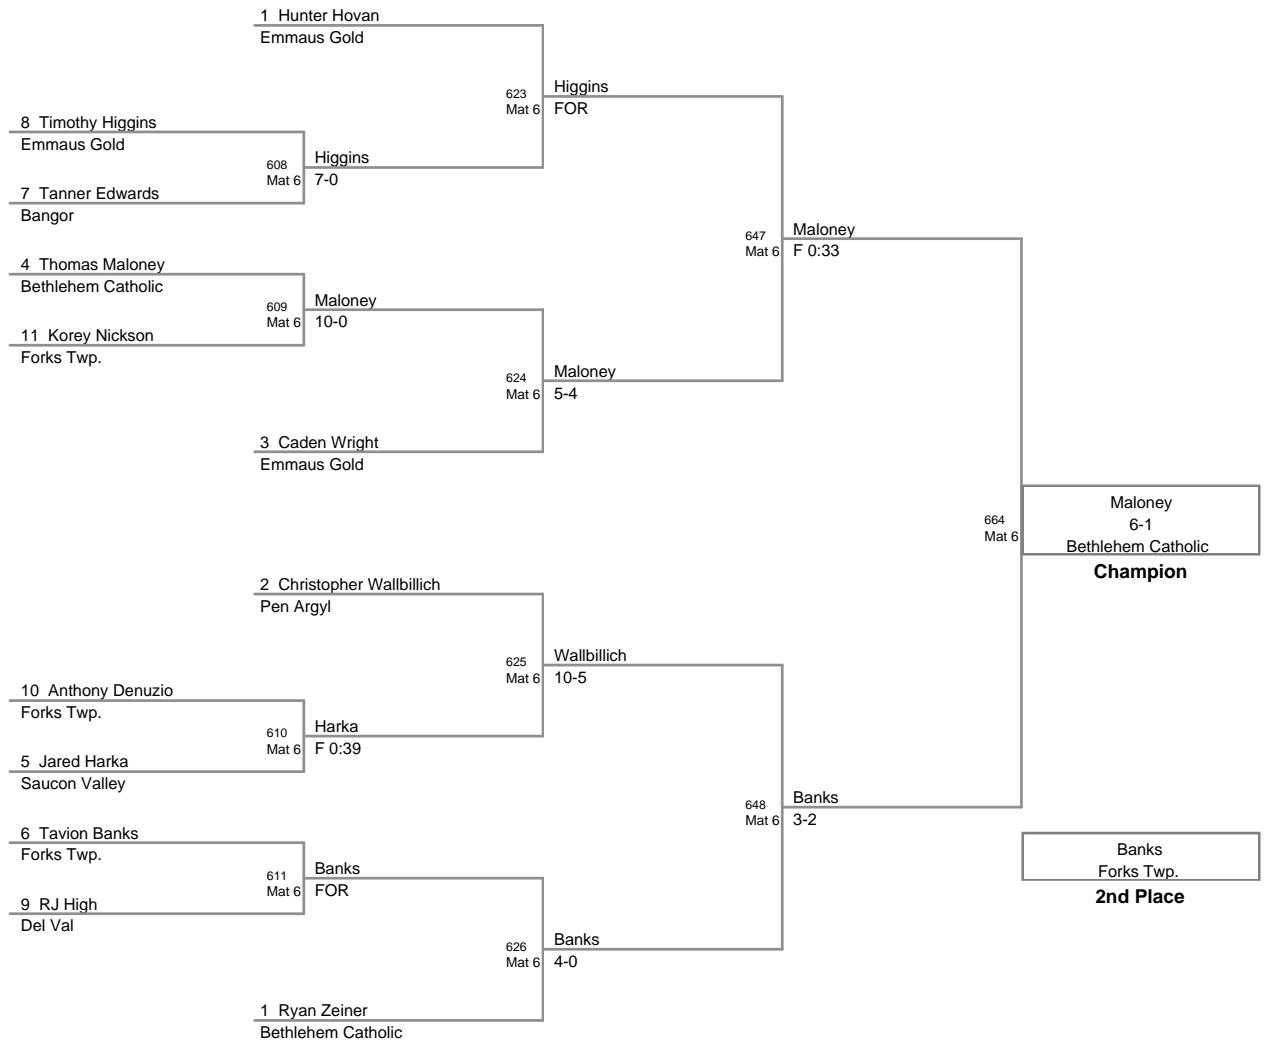 1 Hunter Hovan
Emmaus Gold
623
Mat 6
Higgins
FOR
8 Timothy Higgins
Emmaus Gold
608
Mat 6
Higgins
7-0
7 Tanner Edwards
Bangor
647
Mat 6
Maloney
F 0:33
4 Thomas Maloney
Bethlehem Catholic
609
Mat 6
Maloney
10-0
11 Korey Nickson
Forks Twp.
624
Mat 6
Maloney
5-4
3 Caden Wright
Emmaus Gold
664
Mat 6
Maloney
6-1
Bethlehem Catholic
Champion
2 Christopher Wallbillich
Pen Argyl
625
Mat 6
Wallbillich
10-5
10 Anthony Denuzio
Forks Twp.
610
Mat 6
Harka
F 0:39
5 Jared Harka
Saucon Valley
648
Mat 6
Banks
3-2
6 Tavion Banks
Forks Twp.
611
Mat 6
Banks
FOR
9 RJ High
Del Val
Banks
Forks Twp.
2nd Place
626
Mat 6
Banks
4-0
1 Ryan Zeiner
Bethlehem Catholic